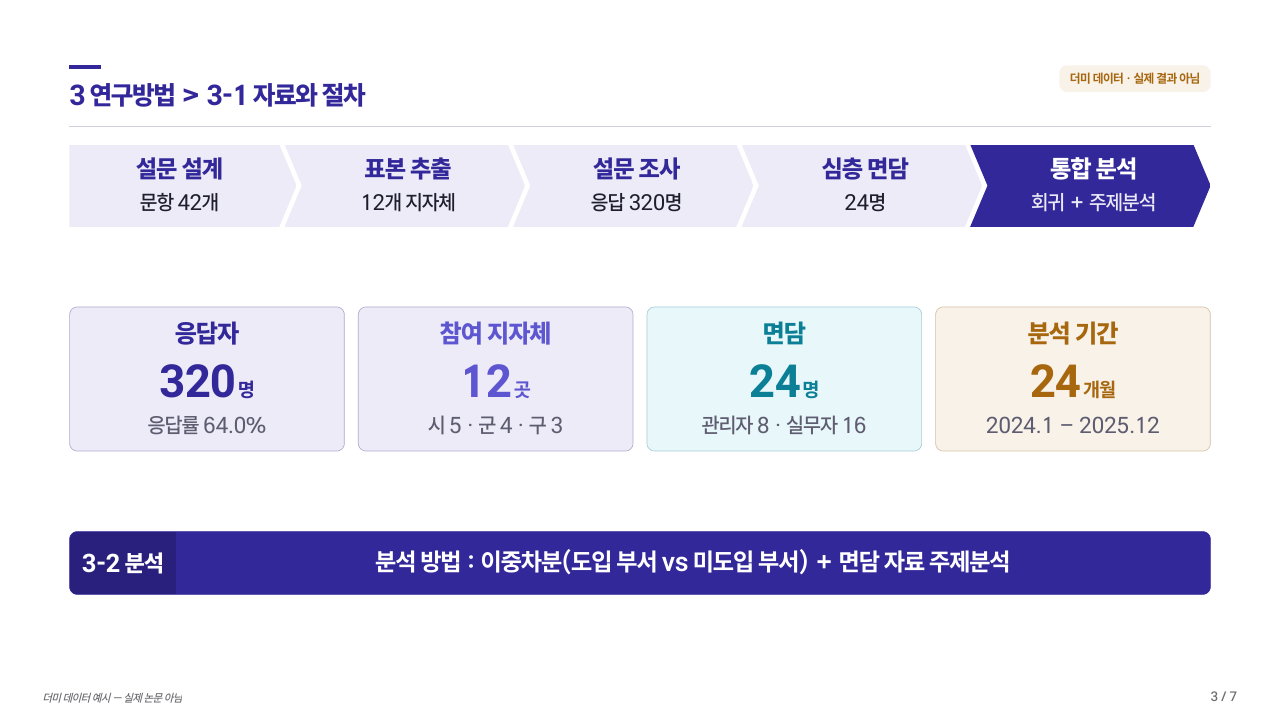 3 연구방법 > 3-1 자료와 절차
더미 데이터 · 실제 결과 아님
설문 설계
문항 42개
표본 추출
12개 지자체
설문 조사
응답 320명
심층 면담
24명
통합 분석
회귀 + 주제분석
응답자
320명
응답률 64.0%
참여 지자체
12곳
시 5 · 군 4 · 구 3
면담
24명
관리자 8 · 실무자 16
분석 기간
24개월
2024.1 – 2025.12
3-2 분석
분석 방법 : 이중차분(도입 부서 vs 미도입 부서) + 면담 자료 주제분석
더미 데이터 예시 — 실제 논문 아님
3 / 7